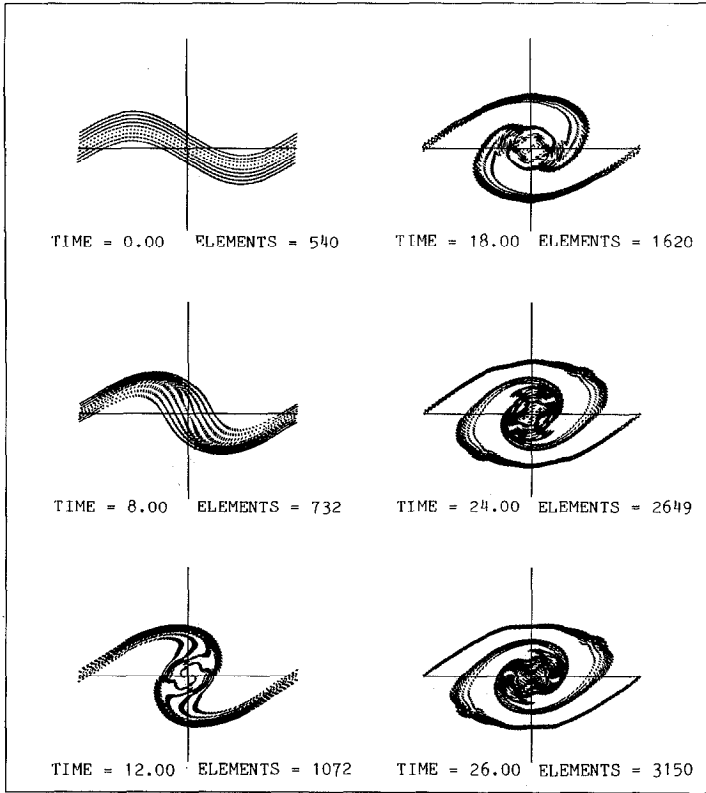 TIME = 0.00 ELEMENTS = 540
TIME = 18.00 ELEMENTS = 1620
TIME = 8.00 ELEMENTS = 732
TIME = 24.00 ELEMENTS = 2649
TIME = 12.00 ELEMENTS = 1072
TIME = 26.00 ELEMENTS = 3150